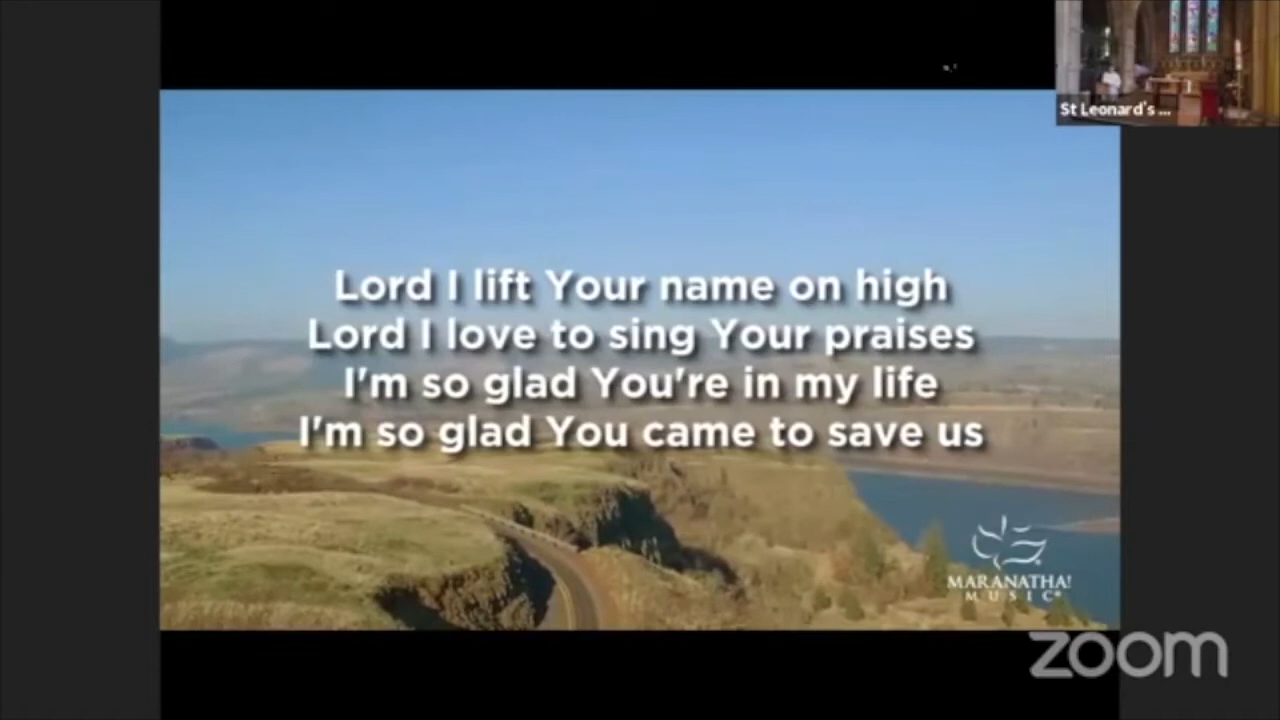 St Leonard's ...
Lord I lift Your name on high
Lord I love to sing Your praises
I'm so glad You're in my life
I'm so glad You came to save us
MARANATHA!
MUSIC®
zoom